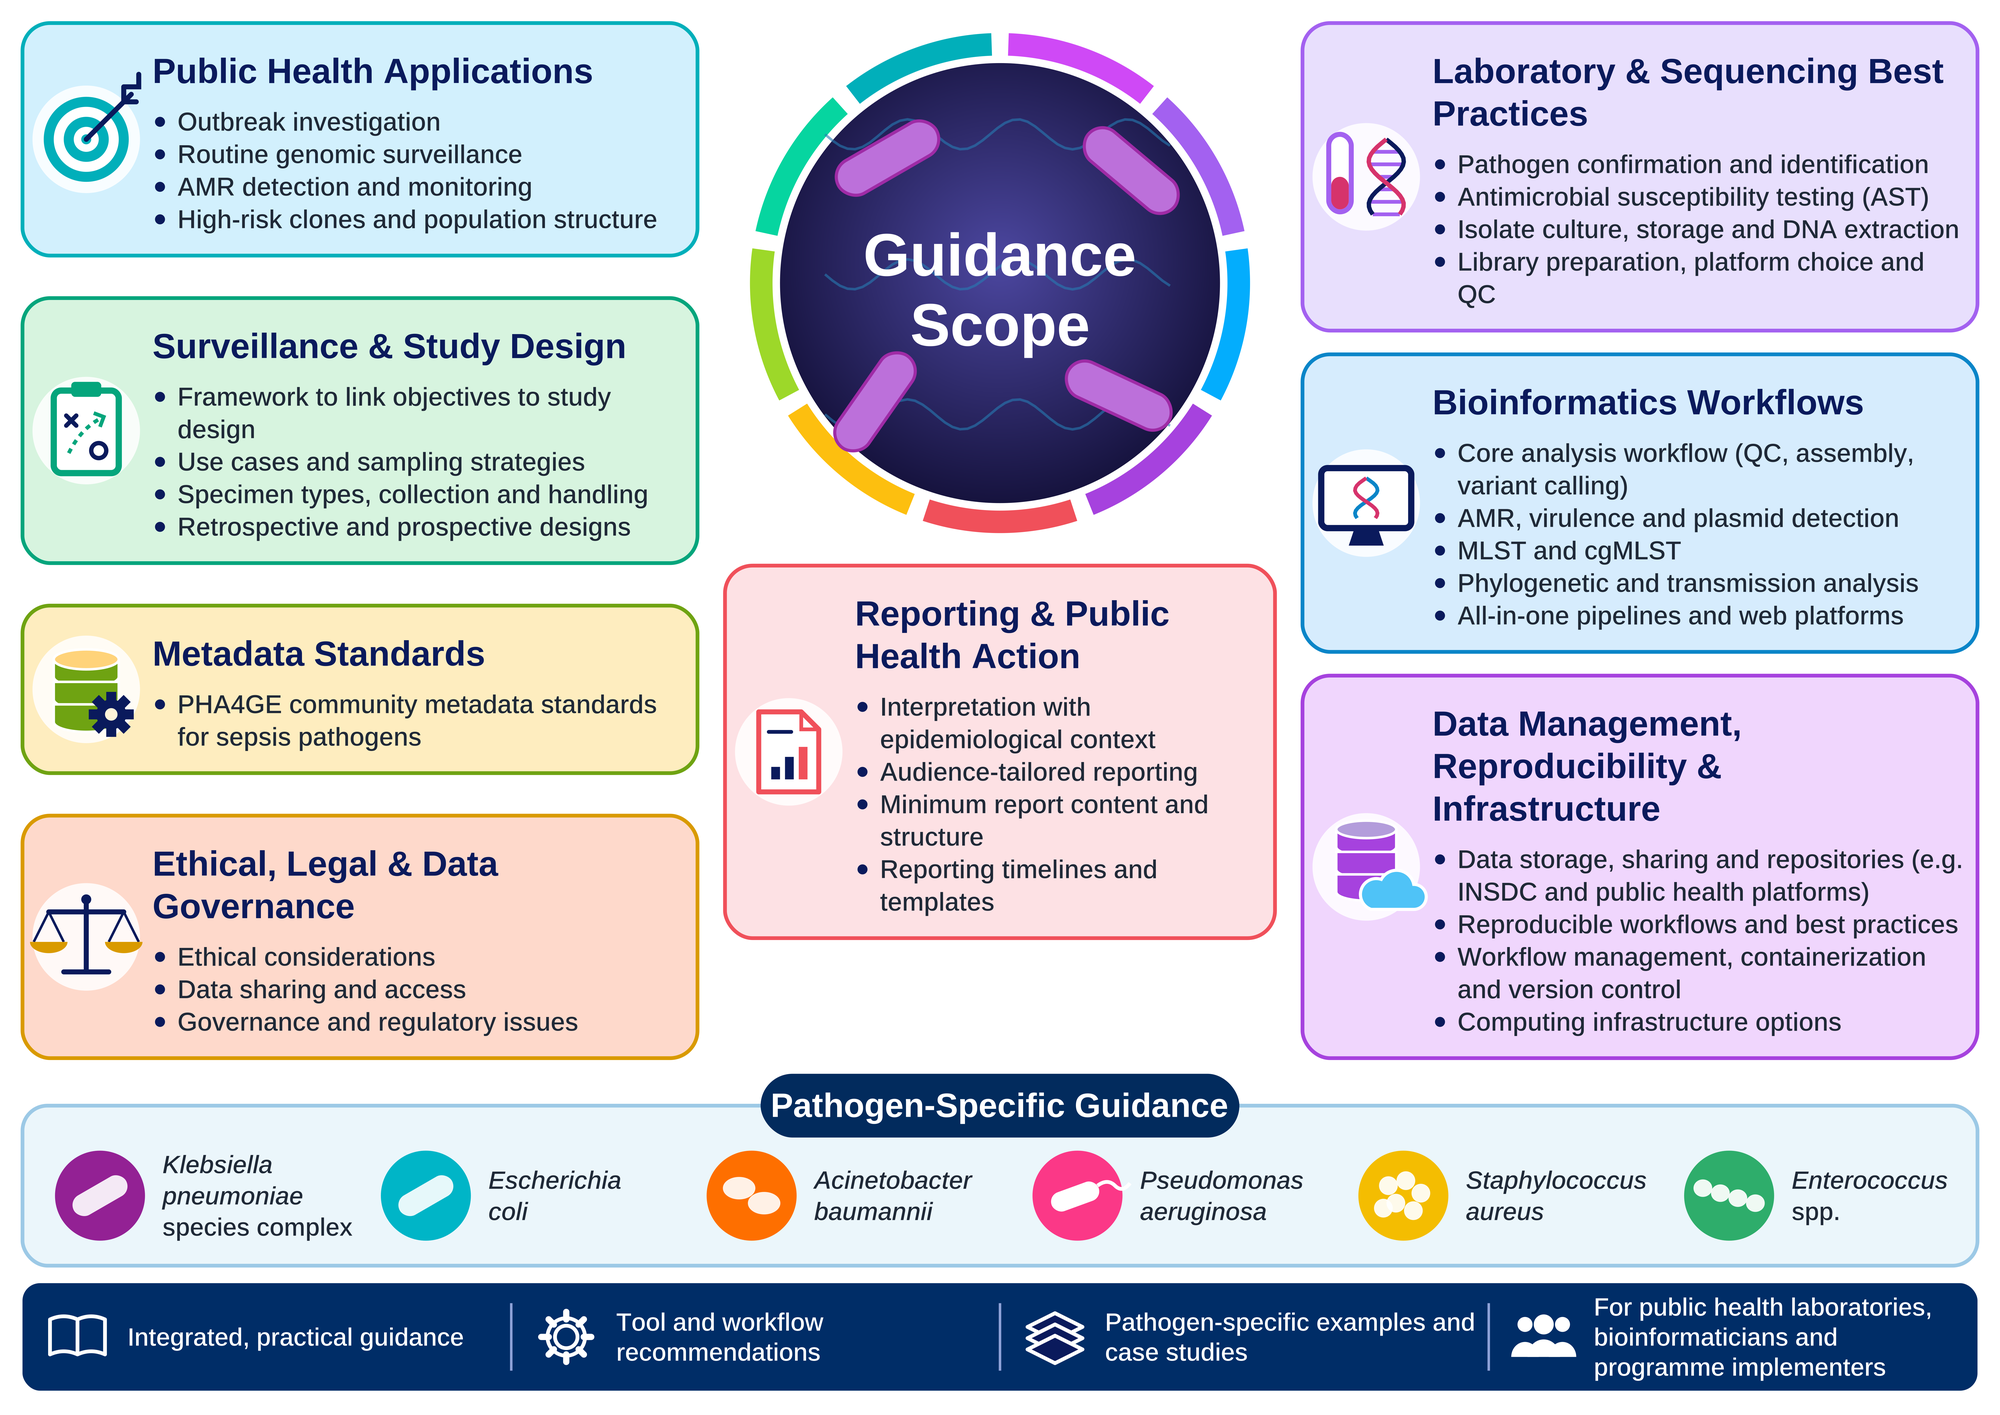 Public Health Applications
Outbreak investigation
Routine genomic surveillance
AMR detection and monitoring
High-risk clones and population structure
Surveillance & Study Design
Framework to link objectives to study
design
Use cases and sampling strategies
Specimen types, collection and handling
Retrospective and prospective designs
Metadata Standards
PHA4GE community metadata standards
for sepsis pathogens
Ethical, Legal & Data
Governance
Ethical considerations
Data sharing and access
Governance and regulatory issues
Guidance
Scope
Reporting & Public
Health Action
Interpretation with
epidemiological context
Audience-tailored reporting
Minimum report content and
structure
Reporting timelines and
templates
Laboratory & Sequencing Best
Practices
Pathogen confirmation and identification
Antimicrobial susceptibility testing (AST)
Isolate culture, storage and DNA extraction
Library preparation, platform choice and
QC
Bioinformatics Workflows
Core analysis workflow (QC, assembly,
variant calling)
AMR, virulence and plasmid detection
MLST and cgMLST
Phylogenetic and transmission analysis
All-in-one pipelines and web platforms
Data Management,
Reproducibility &
Infrastructure
Data storage, sharing and repositories (e.g.
INSDC and public health platforms)
Reproducible workflows and best practices
Workflow management, containerization
and version control
Computing infrastructure options
Pathogen-Specific Guidance
Klebsiella
pneumoniae
species complex
Escherichia
coli
Acinetobacter
baumannii
Pseudomonas
aeruginosa
Staphylococcus
aureus
Enterococcus
spp.
Integrated, practical guidance
Tool and workflow
recommendations
Pathogen-specific examples and
case studies
For public health laboratories,
bioinformaticians and
programme implementers